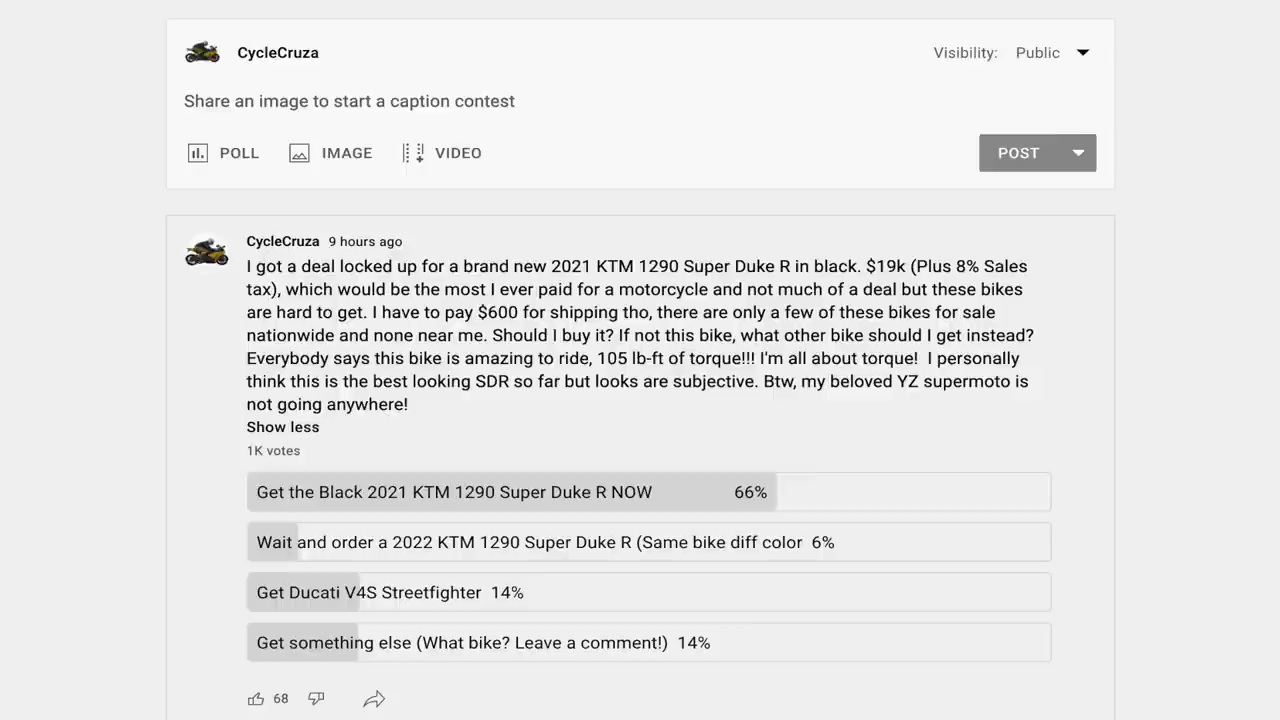 CycleCruza
Visibility: Public
Share an image to start a caption contest
POLL IMAGE VIDEO
POST
CycleCruza 9 hours ago
I got a deal locked up for a brand new 2021 KTM 1290 Super Duke R in black. $19k (Plus 8% Sales
tax), which would be the most I ever paid for a motorcycle and not much of a deal but these bikes
are hard to get. I have to pay $600 for shipping tho, there are only a few of these bikes for sale
nationwide and none near me. Should I buy it? If not this bike, what other bike should I get instead?
Everybody says this bike is amazing to ride, 105 lb-ft of torque!!! I'm all about torque! I personally
think this is the best looking SDR so far but looks are subjective. Btw, my beloved YZ supermoto is
not going anywhere!
Show less
1K votes
Get the Black 2021 KTM 1290 Super Duke R NOW 66%
Wait and order a 2022 KTM 1290 Super Duke R (Same bike diff color 6%
Get Ducati V4S Streetfighter 14%
Get something else (What bike? Leave a comment!) 14%
68